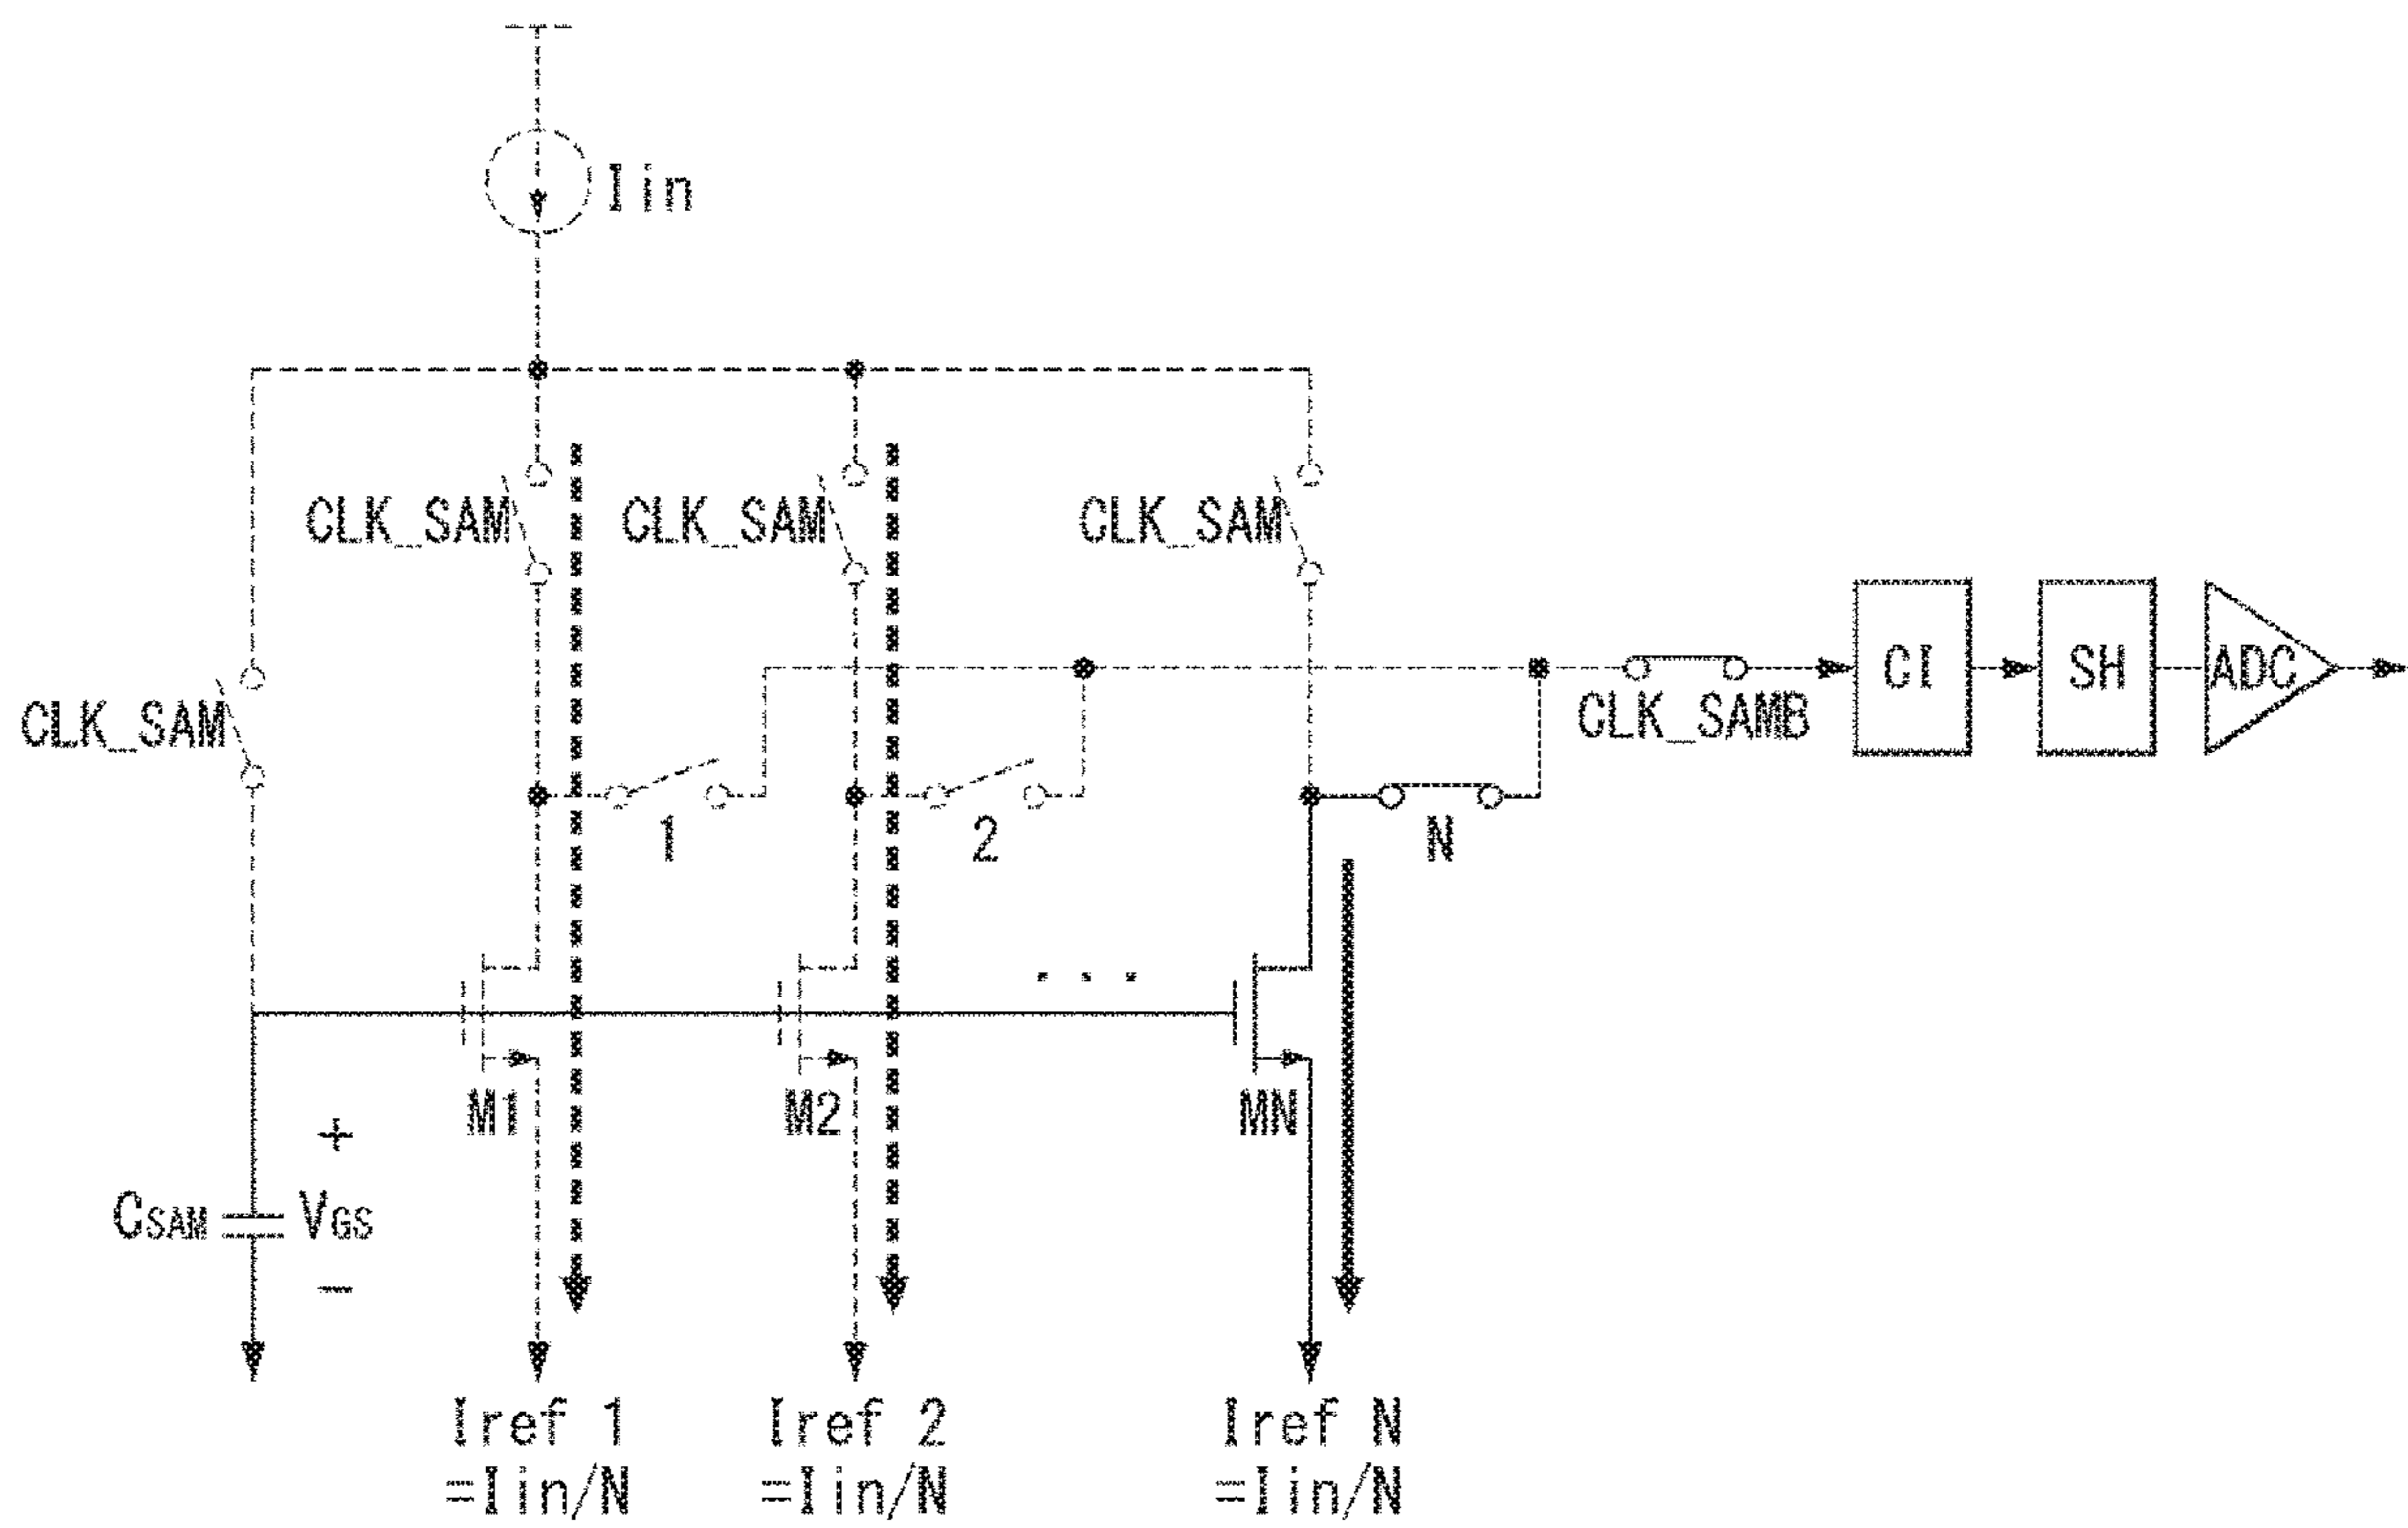 Iin
CLK_SAM
CLK_SAM
CLK_SAM
CLK_SAM
CLK_SAMB
CI
SH
ADC
1
2
N
. . .
M1
M2
MN
+
CSAM
VGS
−
Iref 1
=Iin/N
Iref 2
=Iin/N
Iref N
=Iin/N